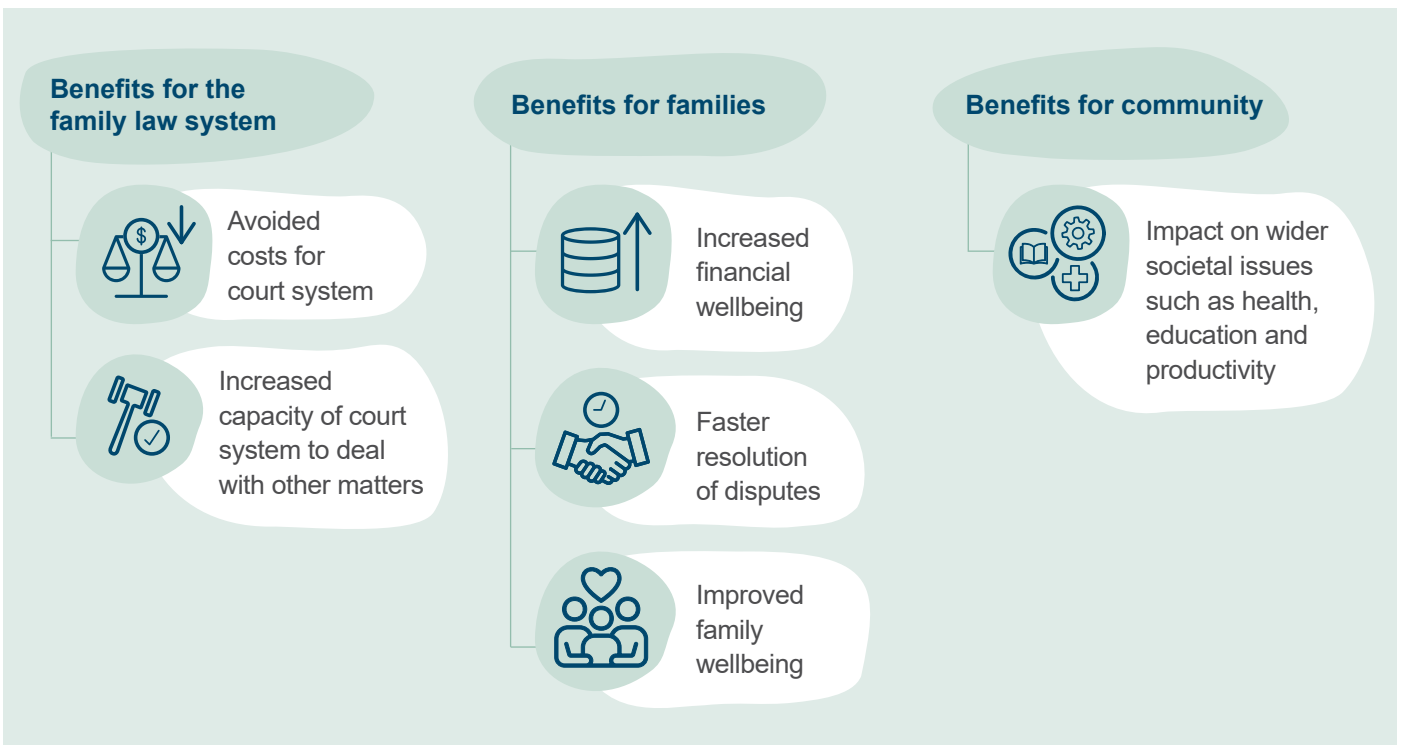 Benefits for the
family law system
Avoided
costs for
court system
$
Increased
capacity of court
system to deal
with other matters
Benefits for families
Increased
financial
wellbeing
Faster
resolution
of disputes
Improved
family
wellbeing
Benefits for community
Impact on wider
societal issues
such as health,
education and
productivity